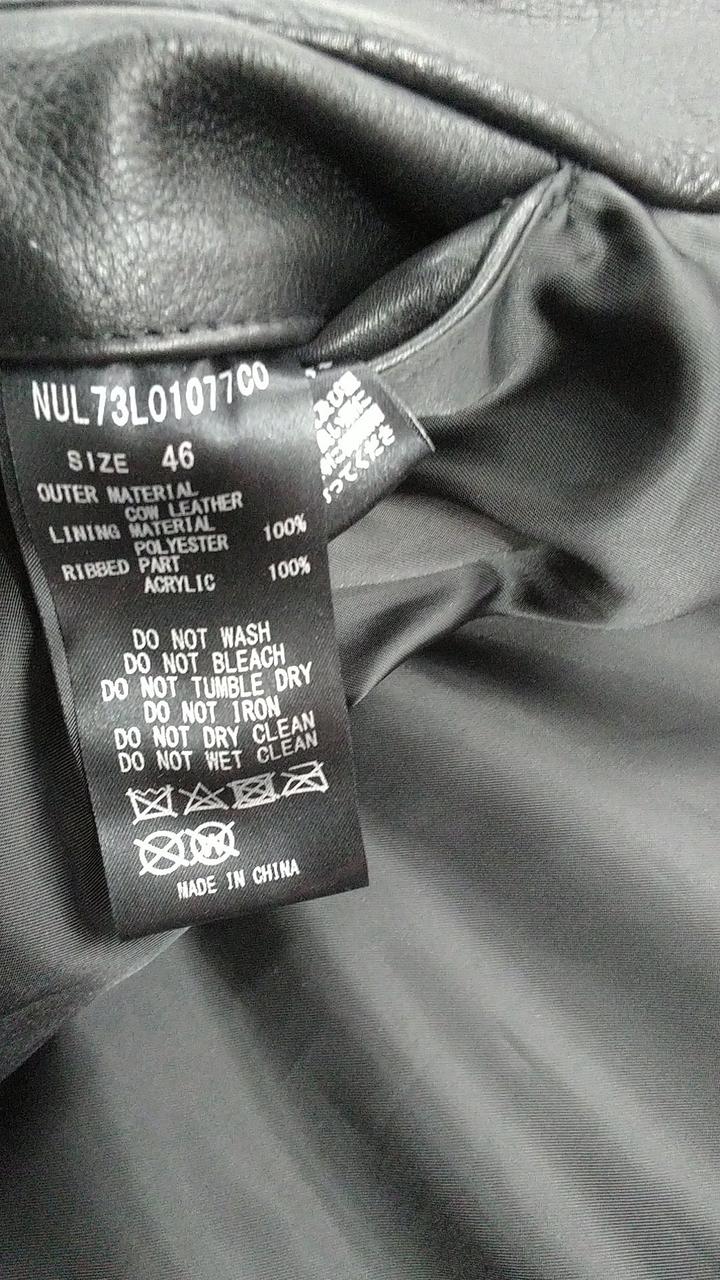 NUL73L01077CO
SIZE 46
OUTER MATERIAL
COW LEATHER
LINING MATERIAL
POLYESTER 100%
RIBBED PART
ACRYLIC 100%
DO NOT WASH
DO NOT BLEACH
DO NOT TUMBLE DRY
DO NOT IRON
DO NOT DRY CLEAN
DO NOT WET CLEAN
MADE IN CHINA